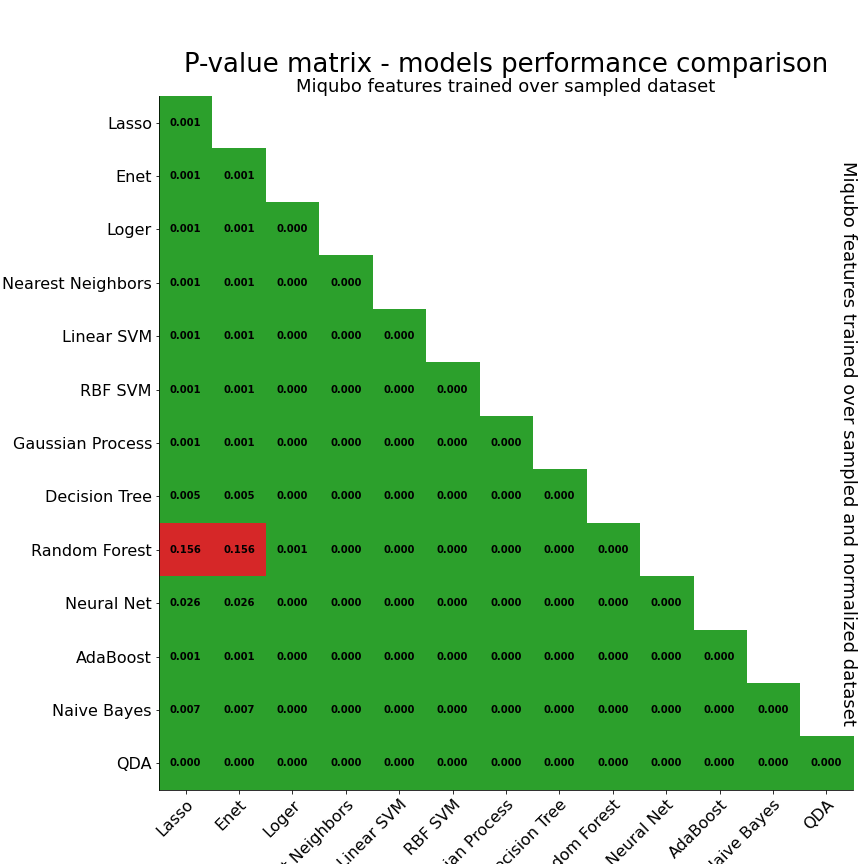 P-value matrix - models performance comparison
Miqubo features trained over sampled dataset
Lasso 0.001
Enet 0.001 0.001
Loger 0.001 0.001 0.000
Nearest Neighbors 0.001 0.001 0.000 0.000
Linear SVM 0.001 0.001 0.000 0.000 0.000
RBF SVM 0.001 0.001 0.000 0.000 0.000 0.000
Gaussian Process 0.001 0.001 0.000 0.000 0.000 0.000 0.000
Decision Tree 0.005 0.005 0.000 0.000 0.000 0.000 0.000 0.000
Random Forest 0.156 0.156 0.001 0.000 0.000 0.000 0.000 0.000 0.000
Neural Net 0.026 0.026 0.000 0.000 0.000 0.000 0.000 0.000 0.000 0.000
AdaBoost 0.001 0.001 0.000 0.000 0.000 0.000 0.000 0.000 0.000 0.000 0.000
Naive Bayes 0.007 0.007 0.000 0.000 0.000 0.000 0.000 0.000 0.000 0.000 0.000 0.000
QDA 0.000 0.000 0.000 0.000 0.000 0.000 0.000 0.000 0.000 0.000 0.000 0.000 0.000
Miqubo features trained over sampled and normalized dataset
Lasso
Enet
Loger
Neighbors
Linear SVM
RBF SVM
Process
Tree
Forest
Neural Net
AdaBoost
Bayes
QDA